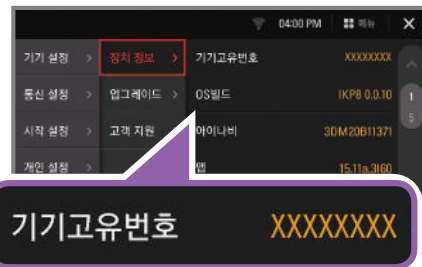 04:00 PM 메뉴 X
기기 설정 > 장치 정보 > 기기고유번호 XXXXXXXX
통신 설정 > 업그레이드 > OS빌드 IKP8 0.0.10 1
시작 설정 > 고객 지원 아이나비 3DM20B11371 5
개인 설정 > 맵 15.11a.3160
기기고유번호 XXXXXXXX